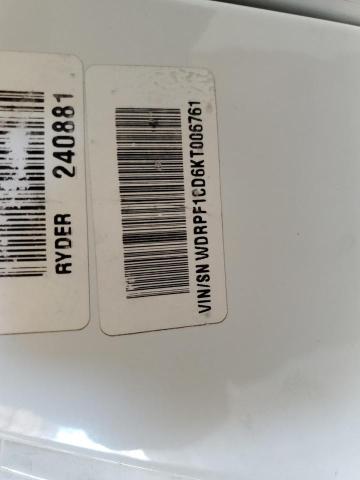 RYDER 240881
VIN/SN WDRPF1CD6KT006761